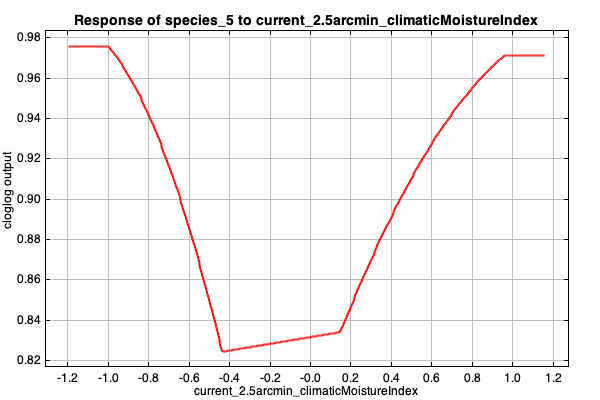 Response of species_5 to current_2.5arcmin_climaticMoistureIndex
0.98
0.96
0.94
0.92
0.90
0.88
0.86
0.84
0.82
cloglog output
-1.2 -1.0 -0.8 -0.6 -0.4 -0.2 -0.0 0.2 0.4 0.6 0.8 1.0 1.2
current_2.5arcmin_climaticMoistureIndex